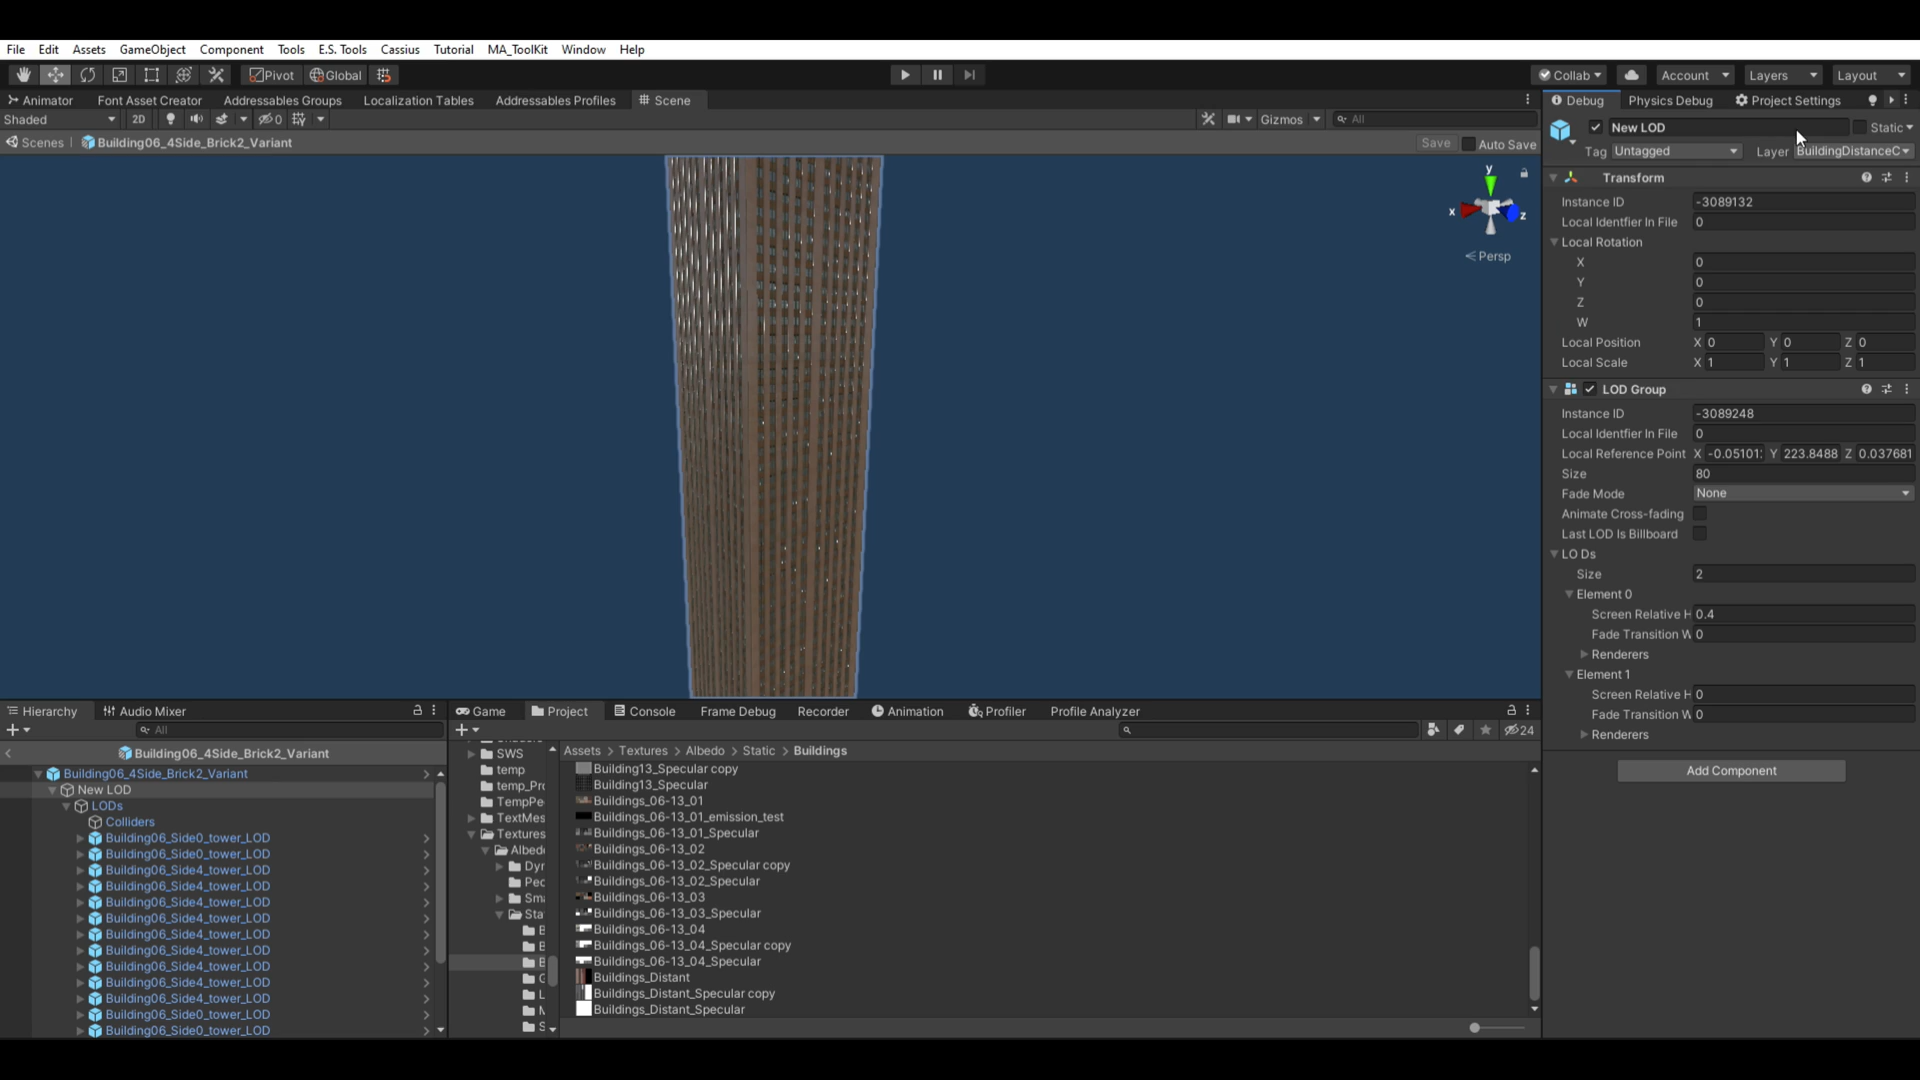 File Edit Assets GameObject Component Tools E.S. Tools Cassius Tutorial MA_ToolKit Window Help
Pivot Global Collab Account Layers Layout
Animator Font Asset Creator Addressables Groups Localization Tables Addressables Profiles Scene
Shaded 2D 0 Gizmos All
Scenes Building06_4Side_Brick2_Variant Save Auto Save
y
x
z
Persp
Debug Physics Debug Project Settings
New LOD Static
Tag Untagged Layer BuildingDistanceC
Transform
Instance ID -3089132
Local Identfier In File 0
Local Rotation
X 0
Y 0
Z 0
W 1
Local Position X 0 Y 0 Z 0
Local Scale X 1 Y 1 Z 1
LOD Group
Instance ID -3089248
Local Identfier In File 0
Local Reference Point X -0.05101 Y 223.8488 Z 0.037681
Size 80
Fade Mode None
Animate Cross-fading
Last LOD Is Billboard
LO Ds
Size 2
Element 0
Screen Relative H 0.4
Fade Transition W 0
Renderers
Element 1
Screen Relative H 0
Fade Transition W 0
Renderers
Add Component
Hierarchy Audio Mixer
All
Building06_4Side_Brick2_Variant
Building06_4Side_Brick2_Variant
New LOD
LODs
Colliders
Building06_Side0_tower_LOD
Building06_Side0_tower_LOD
Building06_Side4_tower_LOD
Building06_Side4_tower_LOD
Building06_Side4_tower_LOD
Building06_Side4_tower_LOD
Building06_Side4_tower_LOD
Building06_Side4_tower_LOD
Building06_Side4_tower_LOD
Building06_Side4_tower_LOD
Building06_Side4_tower_LOD
Building06_Side0_tower_LOD
Building06_Side0_tower_LOD
Game Project Console Frame Debug Recorder Animation Profiler Profile Analyzer
24
SWS
temp
temp_Pro
TempPe
TextMes
Textures
Albedo
Dyr
Pec
Sma
Sta
Assets > Textures > Albedo > Static > Buildings
Building13_Specular copy
Building13_Specular
Buildings_06-13_01
Buildings_06-13_01_emission_test
Buildings_06-13_01_Specular
Buildings_06-13_02
Buildings_06-13_02_Specular copy
Buildings_06-13_02_Specular
Buildings_06-13_03
Buildings_06-13_03_Specular
Buildings_06-13_04
Buildings_06-13_04_Specular copy
Buildings_06-13_04_Specular
Buildings_Distant
Buildings_Distant_Specular copy
Buildings_Distant_Specular